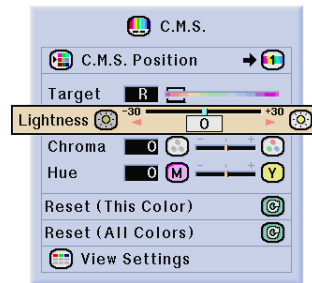 C.M.S.
C.M.S. Position 1
Target R
Lightness -30 0 +30
Chroma 0 - +
Hue 0 M - + Y
Reset (This Color)
Reset (All Colors)
View Settings